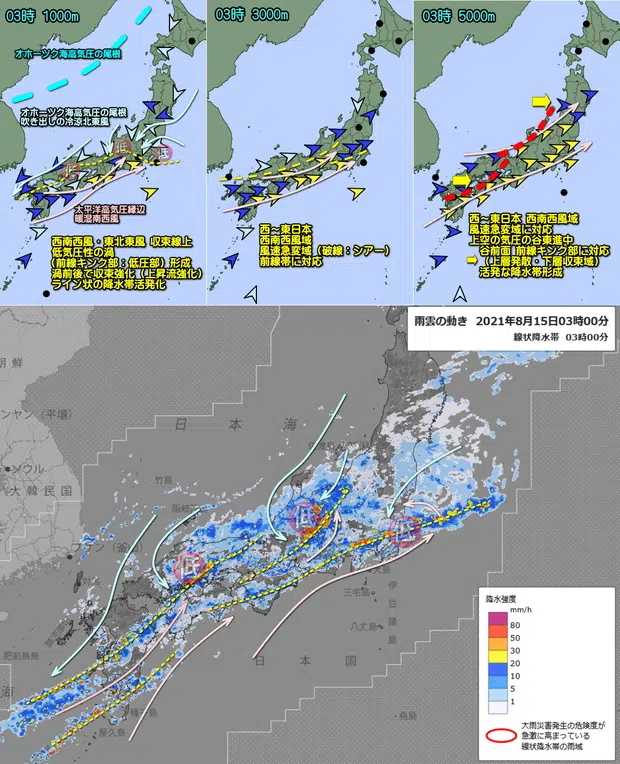 03時 1000m
オホーツク海高気圧の尾根
オホーツク海高気圧の尾根
吹き出しの冷涼北東風
低
低
低
太平洋高気圧縁辺
暖湿南西風
西南西風・東北東風 収束線上
低気圧性の渦
(前線キンク部:低圧部)形成
渦前後で収束強化(上昇流強化)
ライン状の降水帯活発化
03時 3000m
西~東日本
西南西風域
風速急変域(破線:シアー)
前線帯に対応
03時 5000m
西~東日本 西南西風域
風速急変域に対応
上空の気圧の谷東進中
谷前面 前線キンク部に対応
(上層発散・下層収束域)
活発な降水帯形成
雨雲の動き 2021年8月15日03時00分
線状降水帯 03時00分
朝鮮
ンヤン(平壌)
ソウル
大韓民国
日本海
竹島
低
低
低
三宅島
八丈島
伊豆諸島
日本国
鳥島
種子島
屋久島
海
降水強度
mm/h
80
50
30
20
10
5
1
大雨災害発生の危険度が
急激に高まっている
線状降水帯の雨域